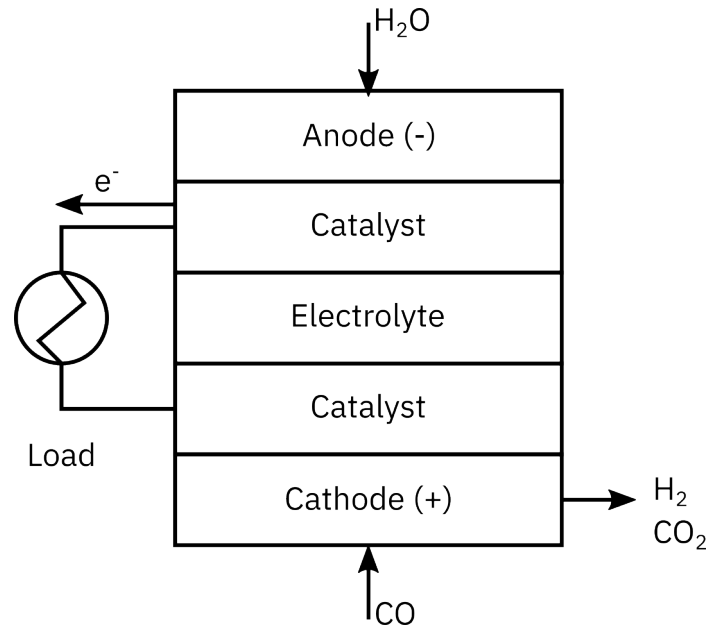 H₂O
Anode (-)
e⁻
Catalyst
Electrolyte
Catalyst
Load
Cathode (+)
H₂
CO₂
CO